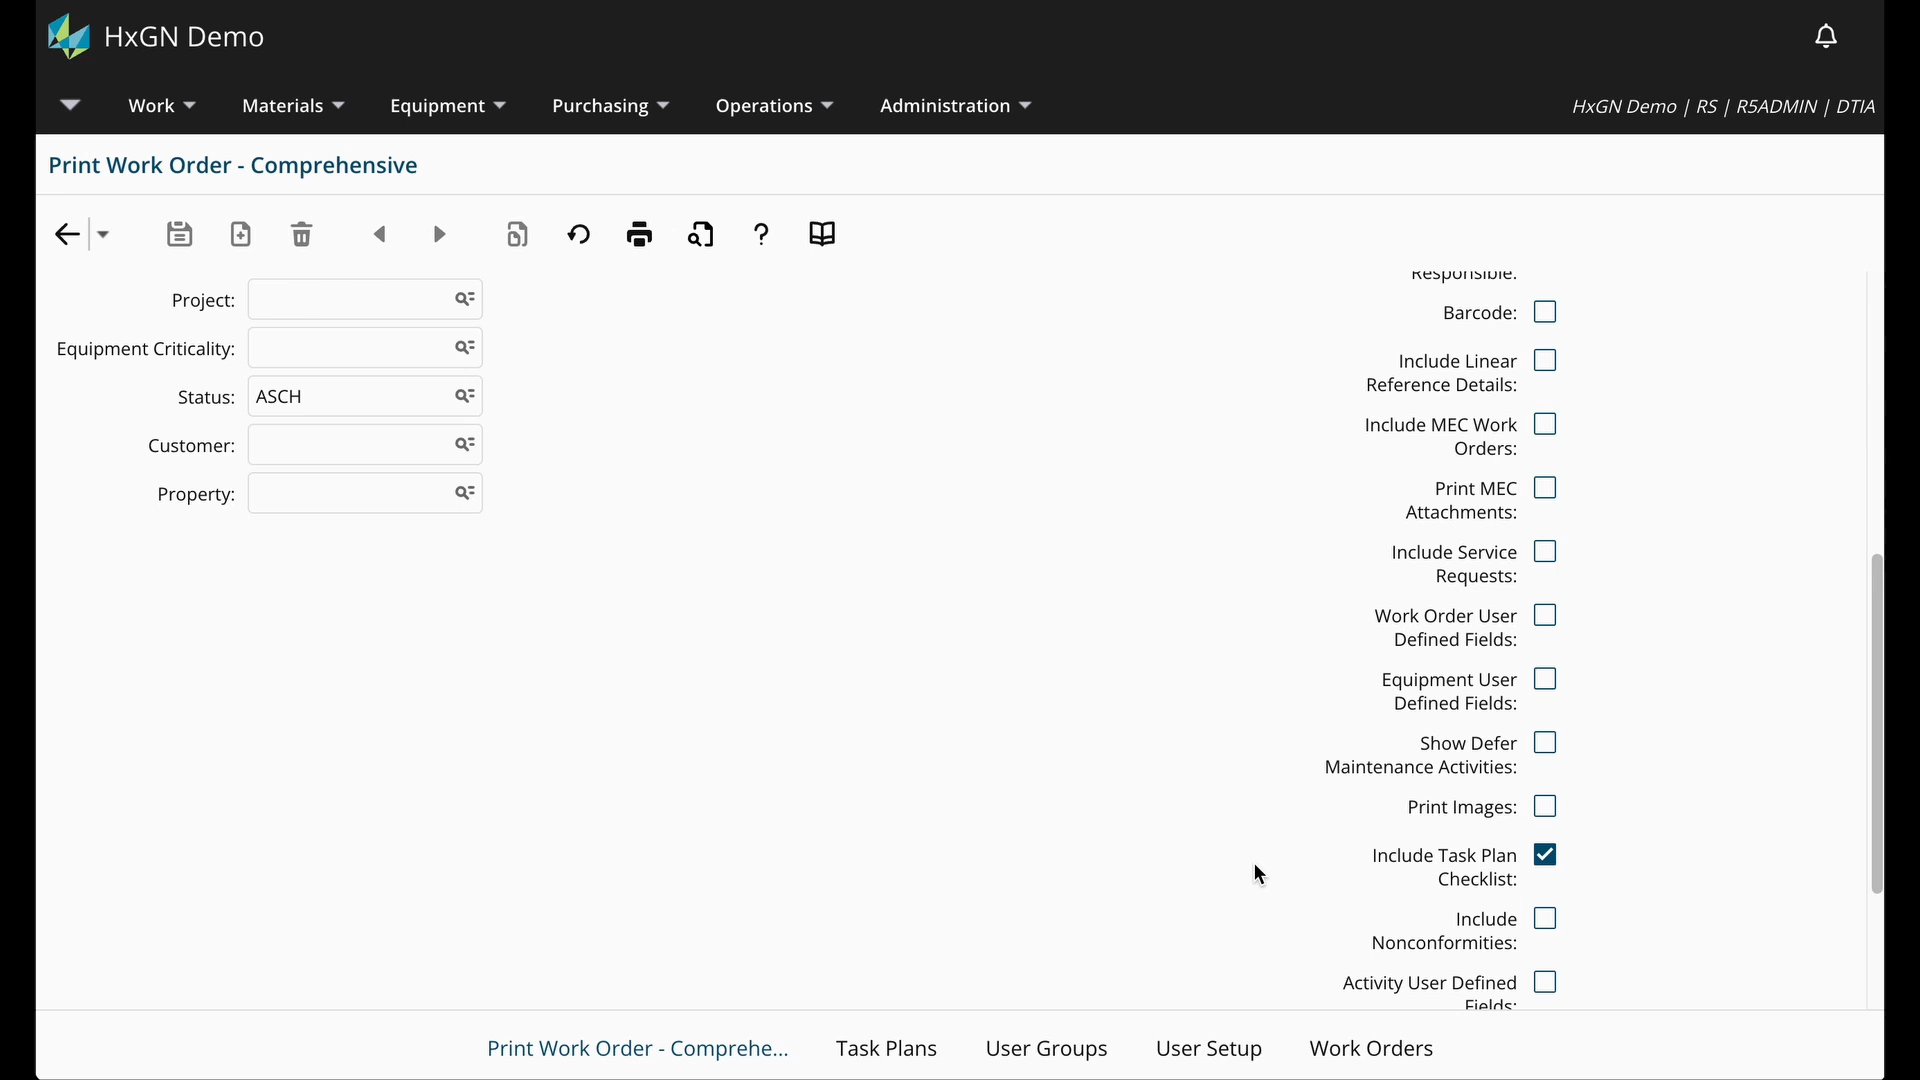 HxGN Demo
Work
Materials
Equipment
Purchasing
Operations
Administration
HxGN Demo | RS | R5ADMIN | DTIA
Print Work Order - Comprehensive
Project:
Equipment Criticality:
Status: ASCH
Customer:
Property:
Responsible:
Barcode:
Include Linear
Reference Details:
Include MEC Work
Orders:
Print MEC
Attachments:
Include Service
Requests:
Work Order User
Defined Fields:
Equipment User
Defined Fields:
Show Defer
Maintenance Activities:
Print Images:
Include Task Plan
Checklist:
Include
Nonconformities:
Activity User Defined
Fields:
Print Work Order - Comprehe...
Task Plans
User Groups
User Setup
Work Orders